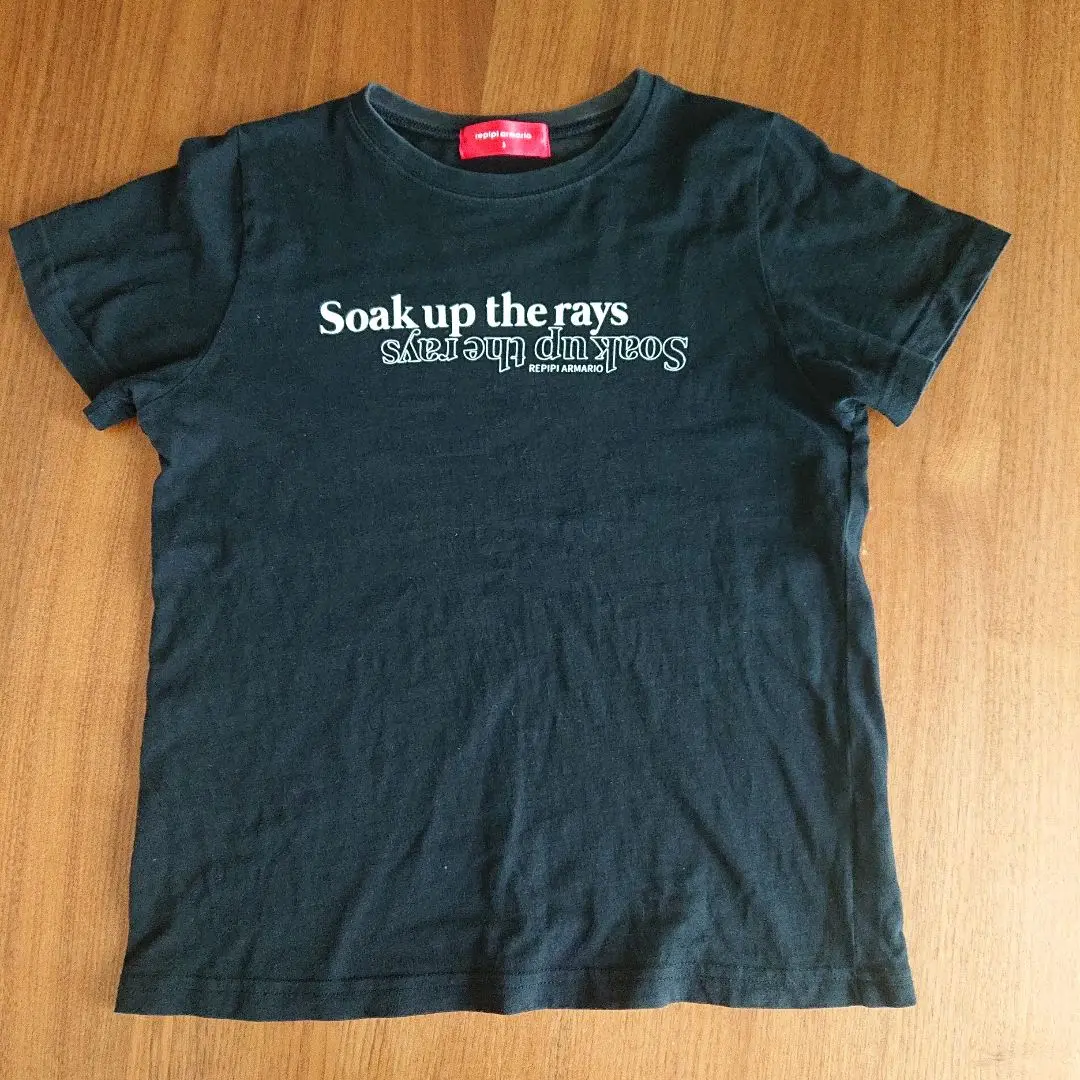 repipi armario
Soak up the rays
Soak up the rays
REPIPI ARMARIO